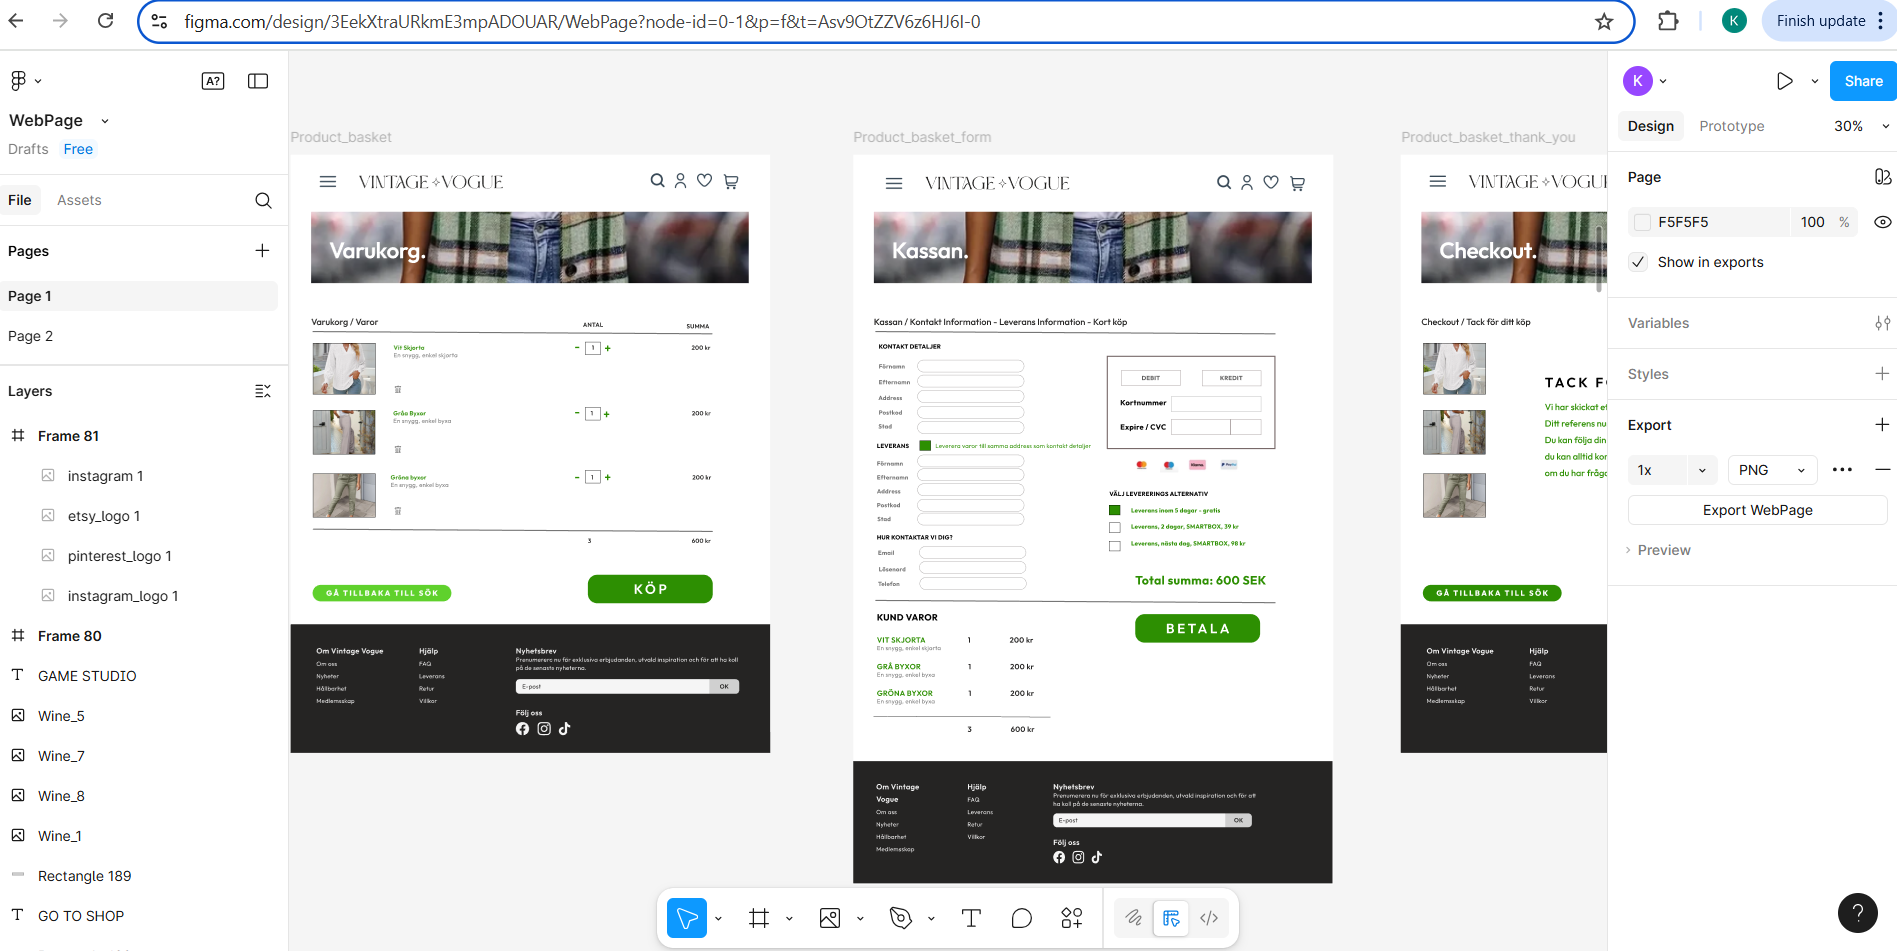 figma.com/design/3EekXtraURkmE3mpADOUAR/WebPage?node-id=0-1&p=f&t=Asv9OtZZV6z6HJ6I-0
K
Finish update
A?
WebPage
Drafts Free
File Assets
Pages
Page 1
Page 2
Layers
Frame 81
instagram 1
etsy_logo 1
pinterest_logo 1
instagram_logo 1
Frame 80
GAME STUDIO
Wine_5
Wine_7
Wine_8
Wine_1
Rectangle 189
GO TO SHOP
Product_basket
VINTAGE VOGUE
Varukorg.
Varukorg / Varor
ANTAL
SUMMA
Vit Skjorta
En snygg, enkel skjorta
- 1 +
200 kr
Gråa Byxor
En snygg, enkel byxa
- 1 +
200 kr
Gröna byxor
En snygg, enkel byxa
- 1 +
200 kr
3
600 kr
GÅ TILLBAKA TILL SÖK
KÖP
Om Vintage Vogue
Om oss
Nyheter
Hållbarhet
Medlemsskap
Hjälp
FAQ
Leverans
Retur
Villkor
Nyhetsbrev
Prenumerera nu för exklusiva erbjudanden, utvald inspiration och för att ha koll
på de senaste nyheterna.
E-post
OK
Följ oss
Product_basket_form
VINTAGE VOGUE
Kassan.
Kassan / Kontakt Information - Leverans Information - Kort köp
KONTAKT DETALJER
Förnamn
Efternamn
Address
Postkod
Stad
LEVERANS
Leverera varor till samma address som kontakt detaljer
Förnamn
Efternamn
Address
Postkod
Stad
HUR KONTAKTAR VI DIG?
Email
Lösenord
Telefon
DEBIT
KREDIT
Kortnummer
Expire / CVC
Klarna
PayPal
VÄLJ LEVERERINGS ALTERNATIV
Leverans inom 5 dagar - gratis
Leverans, 2 dagar, SMARTBOX, 39 kr
Leverans, nästa dag, SMARTBOX, 98 kr
Total summa: 600 SEK
BETALA
KUND VAROR
VIT SKJORTA 1 200 kr
En snygg, enkel skjorta
GRÅ BYXOR 1 200 kr
En snygg, enkel byxa
GRÖNA BYXOR 1 200 kr
En snygg, enkel byxa
3 600 kr
Om Vintage
Vogue
Om oss
Nyheter
Hållbarhet
Medlemsskap
Hjälp
FAQ
Leverans
Retur
Villkor
Nyhetsbrev
Prenumerera nu för exklusiva erbjudanden, utvald inspiration och för att
ha koll på de senaste nyheterna.
E-post
OK
Följ oss
Product_basket_thank_you
VINTAGE VOGU
Checkout.
Checkout / Tack för ditt köp
TACK FÖ
Vi har skickat et
Ditt referens nu
Du kan följa din
du kan alltid kon
om du har fråga
GÅ TILLBAKA TILL SÖK
Om Vintage Vogue
Om oss
Nyheter
Hållbarhet
Medlemsskap
Hjälp
FAQ
Leverans
Retur
Villkor
K
Share
Design Prototype 30%
Page
F5F5F5 100 %
Show in exports
Variables
Styles
Export
1x PNG
Export WebPage
Preview
?